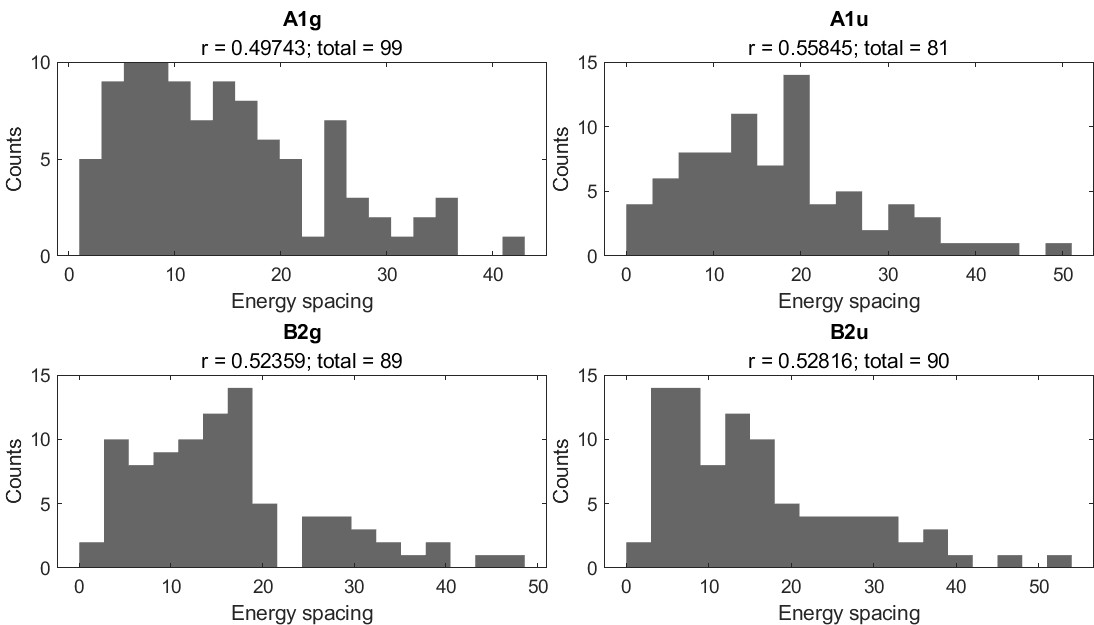 A1g
r = 0.49743; total = 99
10
5
0
Counts
0 10 20 30 40
Energy spacing
A1u
r = 0.55845; total = 81
15
10
5
0
Counts
0 10 20 30 40 50
Energy spacing
B2g
r = 0.52359; total = 89
15
10
5
0
Counts
0 10 20 30 40 50
Energy spacing
B2u
r = 0.52816; total = 90
15
10
5
0
Counts
0 10 20 30 40 50
Energy spacing